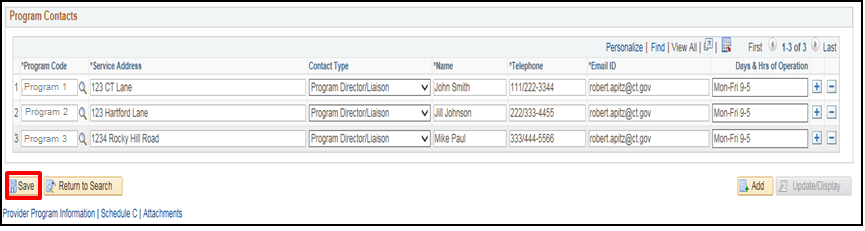 Program Contacts
Personalize | Find | View All | First 1-3 of 3 Last
*Program Code *Service Address Contact Type *Name *Telephone *Email ID Days & Hrs of Operation
1 Program 1 123 CT Lane Program Director/Liaison John Smith 111/222-3344 robert.apitz@ct.gov Mon-Fri 9-5
2 Program 2 123 Hartford Lane Program Director/Liaison Jill Johnson 222/333-4455 robert.apitz@ct.gov Mon-Fri 9-5
3 Program 3 1234 Rocky Hill Road Program Director/Liaison Mike Paul 333/444-5566 robert.apitz@ct.gov Mon-Fri 9-5
Save Return to Search Add Update/Display
Provider Program Information | Schedule C | Attachments